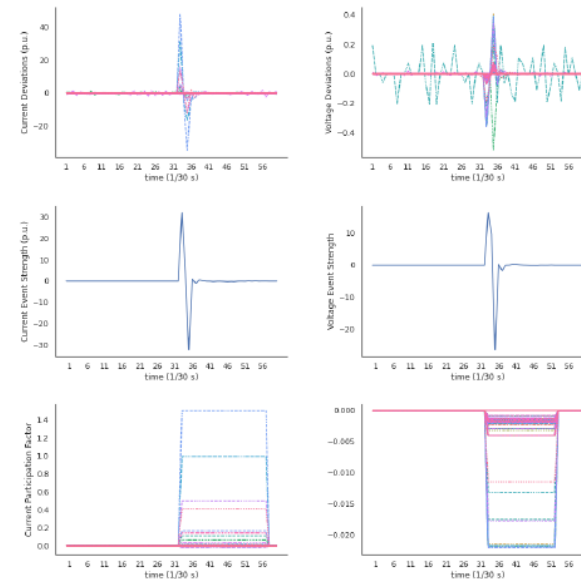 Current Deviations (p.u.)
40
20
0
−20
1 6 11 16 21 26 31 36 41 46 51 56
time (1/30 s)
Voltage Deviations (p.u.)
0.4
0.2
0.0
−0.2
−0.4
1 6 11 16 21 26 31 36 41 46 51 56
time (1/30 s)
Current Event Strength (p.u.)
30
20
10
0
−10
−20
−30
1 6 11 16 21 26 31 36 41 46 51 56
time (1/30 s)
Voltage Event Strength
10
0
−10
−20
1 6 11 16 21 26 31 36 41 46 51 56
time (1/30 s)
Current Participation Factor
1.4
1.2
1.0
0.8
0.6
0.4
0.2
0.0
1 6 11 16 21 26 31 36 41 46 51 56
time (1/30 s)
0.000
−0.005
−0.010
−0.015
−0.020
1 6 11 16 21 26 31 36 41 46 51 56
time (1/30 s)